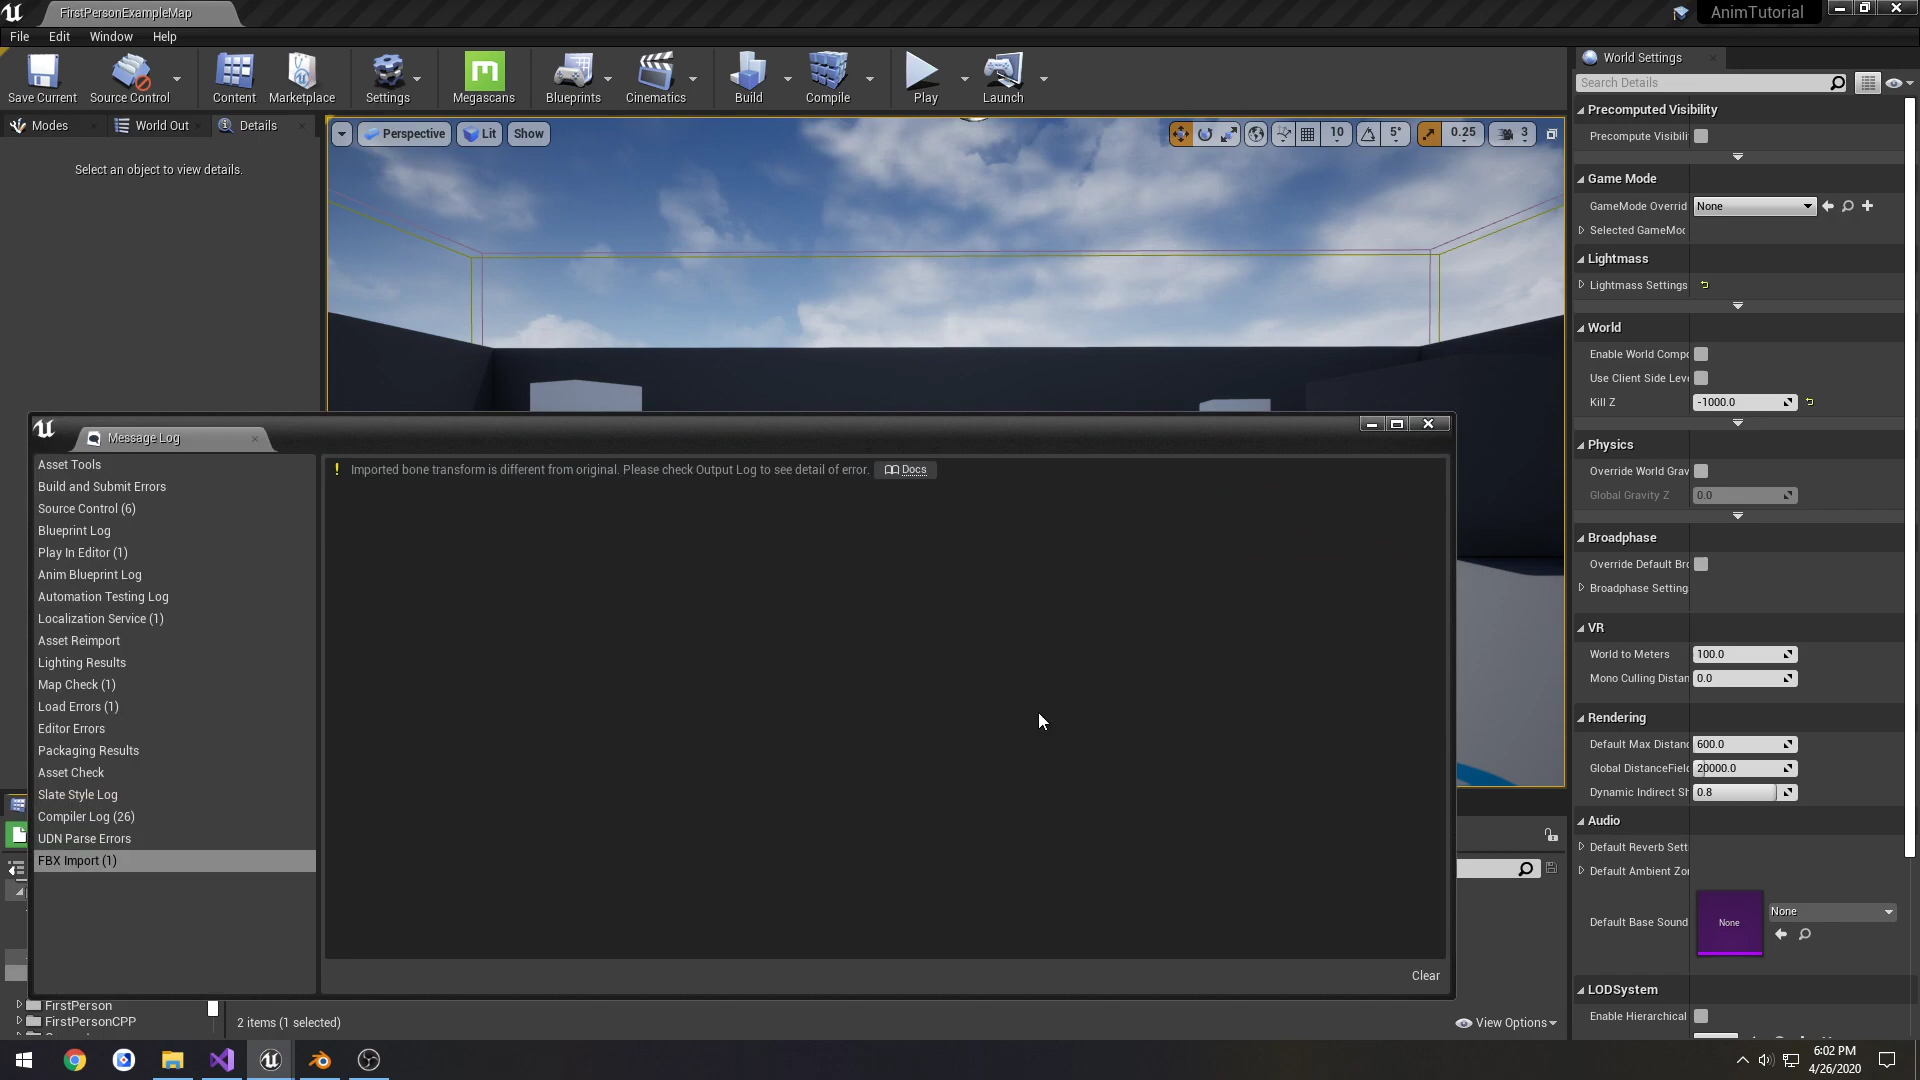 FirstPersonExampleMap
AnimTutorial
File Edit Window Help
Save Current
Source Control
Content
Marketplace
Settings
Megascans
Blueprints
Cinematics
Build
Compile
Play
Launch
Modes
World Out
Details
Select an object to view details.
Perspective
Lit
Show
10
5°
0.25
3
World Settings
Search Details
Precomputed Visibility
Precompute Visibili
Game Mode
GameMode Overrid
None
Selected GameMoc
Lightmass
Lightmass Settings
World
Enable World Compo
Use Client Side Leve
Kill Z
-1000.0
Physics
Override World Grav
Global Gravity Z
0.0
Broadphase
Override Default Bro
Broadphase Setting
VR
World to Meters
100.0
Mono Culling Distan
0.0
Rendering
Default Max Distanc
600.0
Global DistanceField
20000.0
Dynamic Indirect Sh
0.8
Audio
Default Reverb Sett
Default Ambient Zor
Default Base Sound
None
None
LODSystem
Enable Hierarchical
Message Log
Asset Tools
Build and Submit Errors
Source Control (6)
Blueprint Log
Play In Editor (1)
Anim Blueprint Log
Automation Testing Log
Localization Service (1)
Asset Reimport
Lighting Results
Map Check (1)
Load Errors (1)
Editor Errors
Packaging Results
Asset Check
Slate Style Log
Compiler Log (26)
UDN Parse Errors
FBX Import (1)
Imported bone transform is different from original. Please check Output Log to see detail of error. Docs
Clear
FirstPerson
FirstPersonCPP
2 items (1 selected)
View Options
6:02 PM
4/26/2020